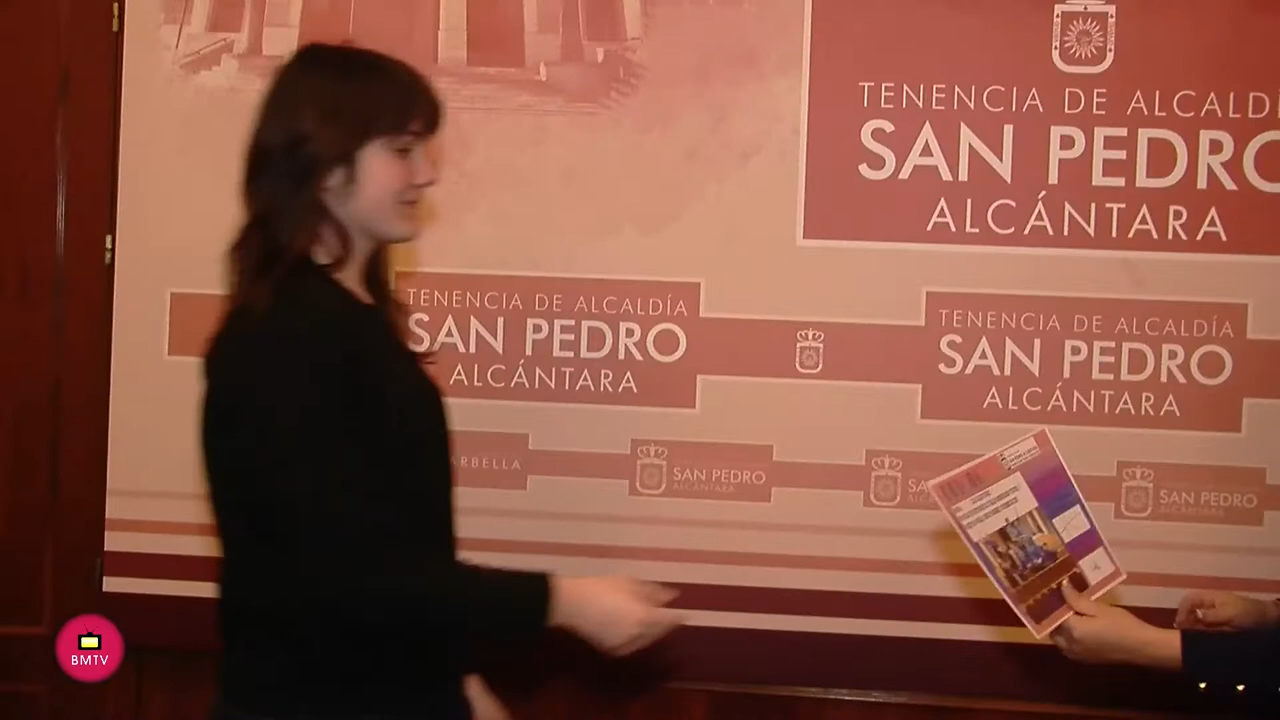 TENENCIA DE ALCALDÍ
SAN PEDRO
ALCÁNTARA
TENENCIA DE ALCALDÍA
SAN PEDRO
ALCÁNTARA
TENENCIA DE ALCALDÍA
SAN PEDRO
ALCÁNTARA
ARBELLA
SAN PEDRO
ALCÁNTARA
SA
SAN PEDRO
ALCÁNTARA
BMTV